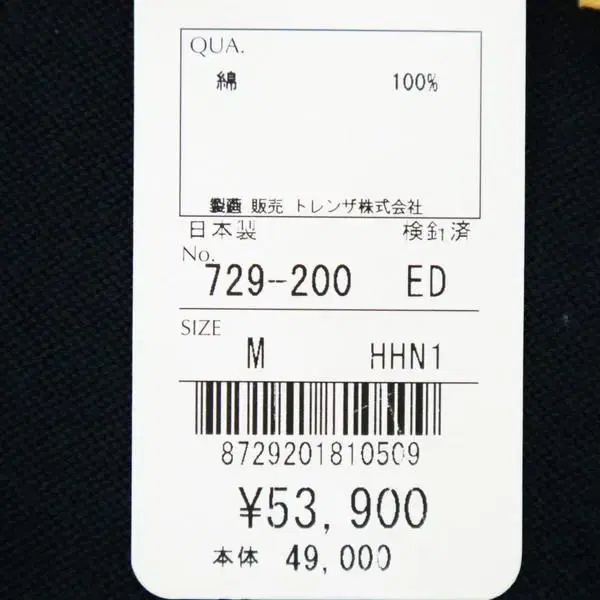 QUA.
綿 100%
販売 トレンザ株式会社
日本製 検針済
No.
729-200 ED
SIZE
M HHN1
8729201810509
¥53,900
本体 49,000